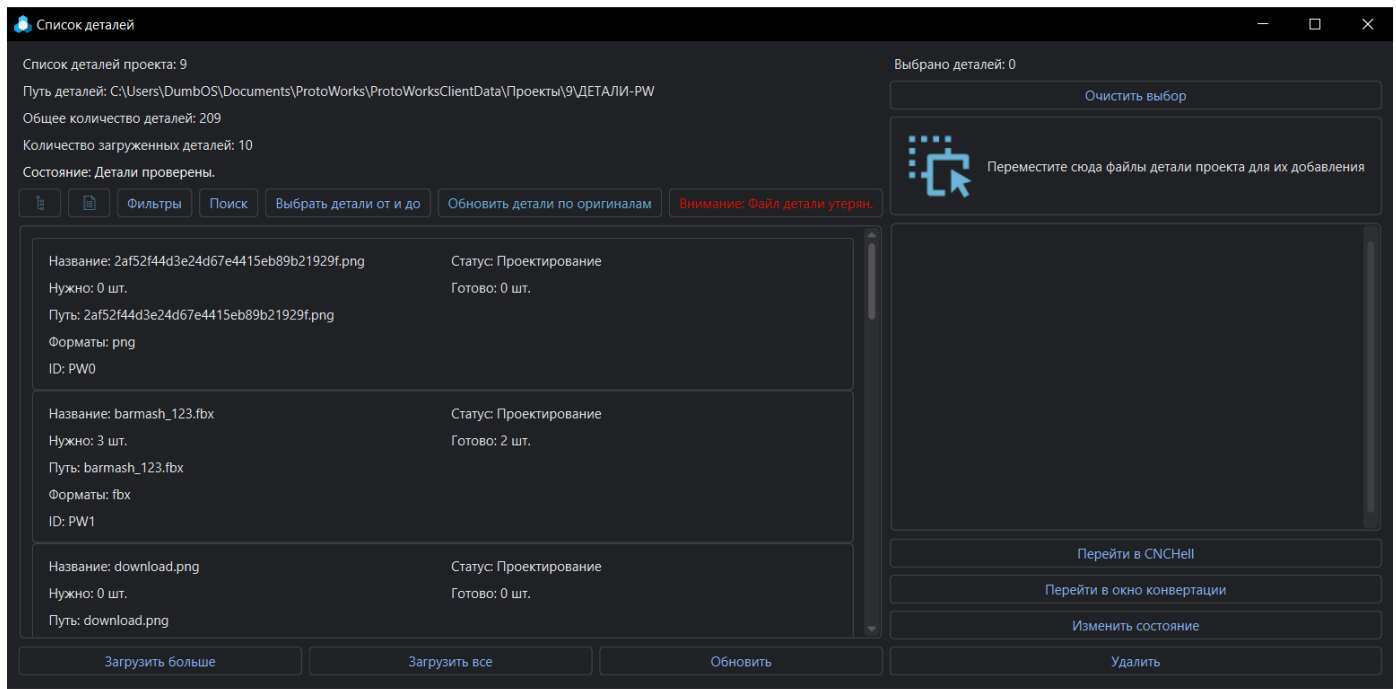 Список деталей
Список деталей проекта: 9
Путь деталей: C:\Users\DumbOS\Documents\ProtoWorks\ProtoWorksClientData\Проекты\9\ДЕТАЛИ-PW
Общее количество деталей: 209
Количество загруженных деталей: 10
Состояние: Детали проверены.
Фильтры
Поиск
Выбрать детали от и до
Обновить детали по оригиналам
Внимание: Файл детали утерян.
Название: 2af52f44d3e24d67e4415eb89b21929f.png
Статус: Проектирование
Нужно: 0 шт.
Готово: 0 шт.
Путь: 2af52f44d3e24d67e4415eb89b21929f.png
Форматы: png
ID: PW0
Название: barmash_123.fbx
Статус: Проектирование
Нужно: 3 шт.
Готово: 2 шт.
Путь: barmash_123.fbx
Форматы: fbx
ID: PW1
Название: download.png
Статус: Проектирование
Нужно: 0 шт.
Готово: 0 шт.
Путь: download.png
Загрузить больше
Загрузить все
Обновить
Выбрано деталей: 0
Очистить выбор
Переместите сюда файлы детали проекта для их добавления
Перейти в CNCHell
Перейти в окно конвертации
Изменить состояние
Удалить